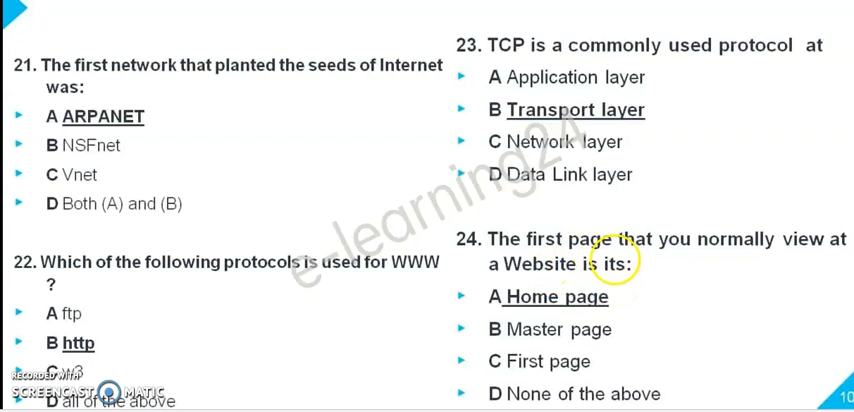 21. The first network that planted the seeds of Internet
was:
A ARPANET
B NSFnet
C Vnet
D Both (A) and (B)
22. Which of the following protocols is used for WWW
?
A ftp
B http
C w3
D all of the above
23. TCP is a commonly used protocol at
A Application layer
B Transport layer
C Network layer
D Data Link layer
24. The first page that you normally view at
a Website is its:
A Home page
B Master page
C First page
D None of the above
e-learning24
RECORDED WITH
SCREENCAST MATIC
10